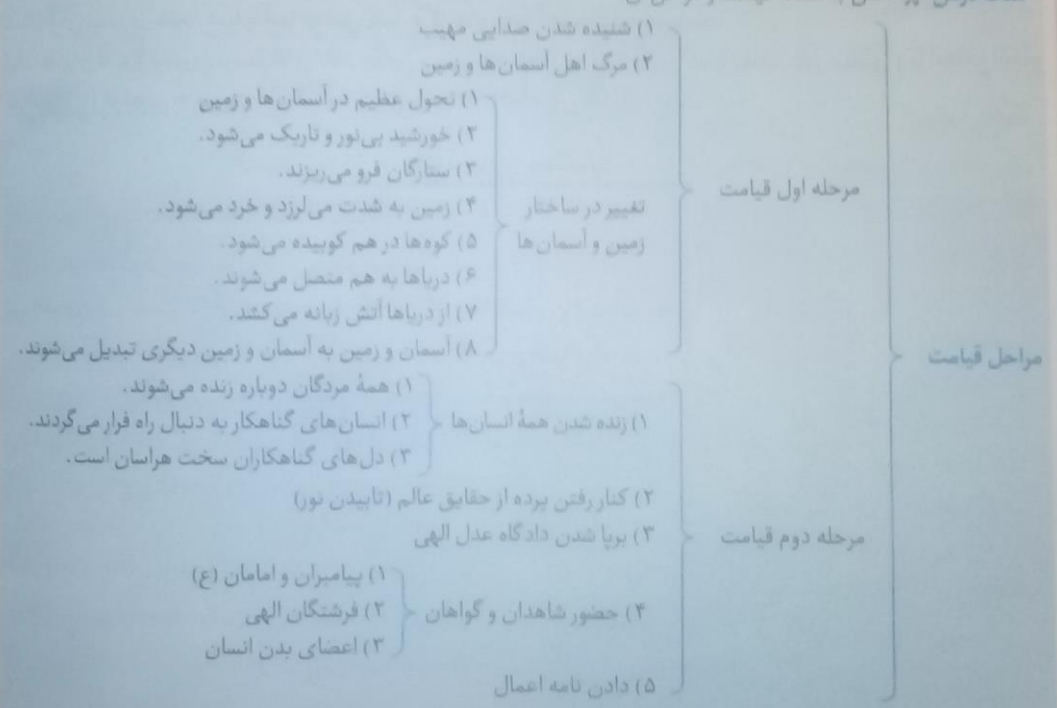 ۱) شنیده شدن صدایی مهیب
۲) مرگ اهل آسمان‌ها و زمین
۱) تحول عظیم در آسمان‌ها و زمین
۲) خورشید بی‌نور و تاریک می‌شود.
۳) ستارگان فرو می‌ریزند.
تغییر در ساختار
زمین و آسمان‌ها
۴) زمین به شدت می‌لرزد و خرد می‌شود.
۵) کوه‌ها در هم کوبیده می‌شود.
۶) دریاها به هم متصل می‌شوند.
۷) از دریاها آتش زبانه می‌کشد.
۸) آسمان و زمین به آسمان و زمین دیگری تبدیل می‌شوند.
مرحله اول قیامت
مراحل قیامت
۱) زنده شدن همهٔ انسان‌ها
۱) همهٔ مردگان دوباره زنده می‌شوند.
۲) انسان‌های گناهکار به دنبال راه فرار می‌گردند.
۳) دل‌های گناهکاران سخت هراسان است.
۲) کنار رفتن پرده از حقایق عالم (تابیدن نور)
۳) برپا شدن دادگاه عدل الهی
مرحله دوم قیامت
۴) حضور شاهدان و گواهان
۱) پیامبران و امامان (ع)
۲) فرشتگان الهی
۳) اعضای بدن انسان
۵) دادن نامه اعمال